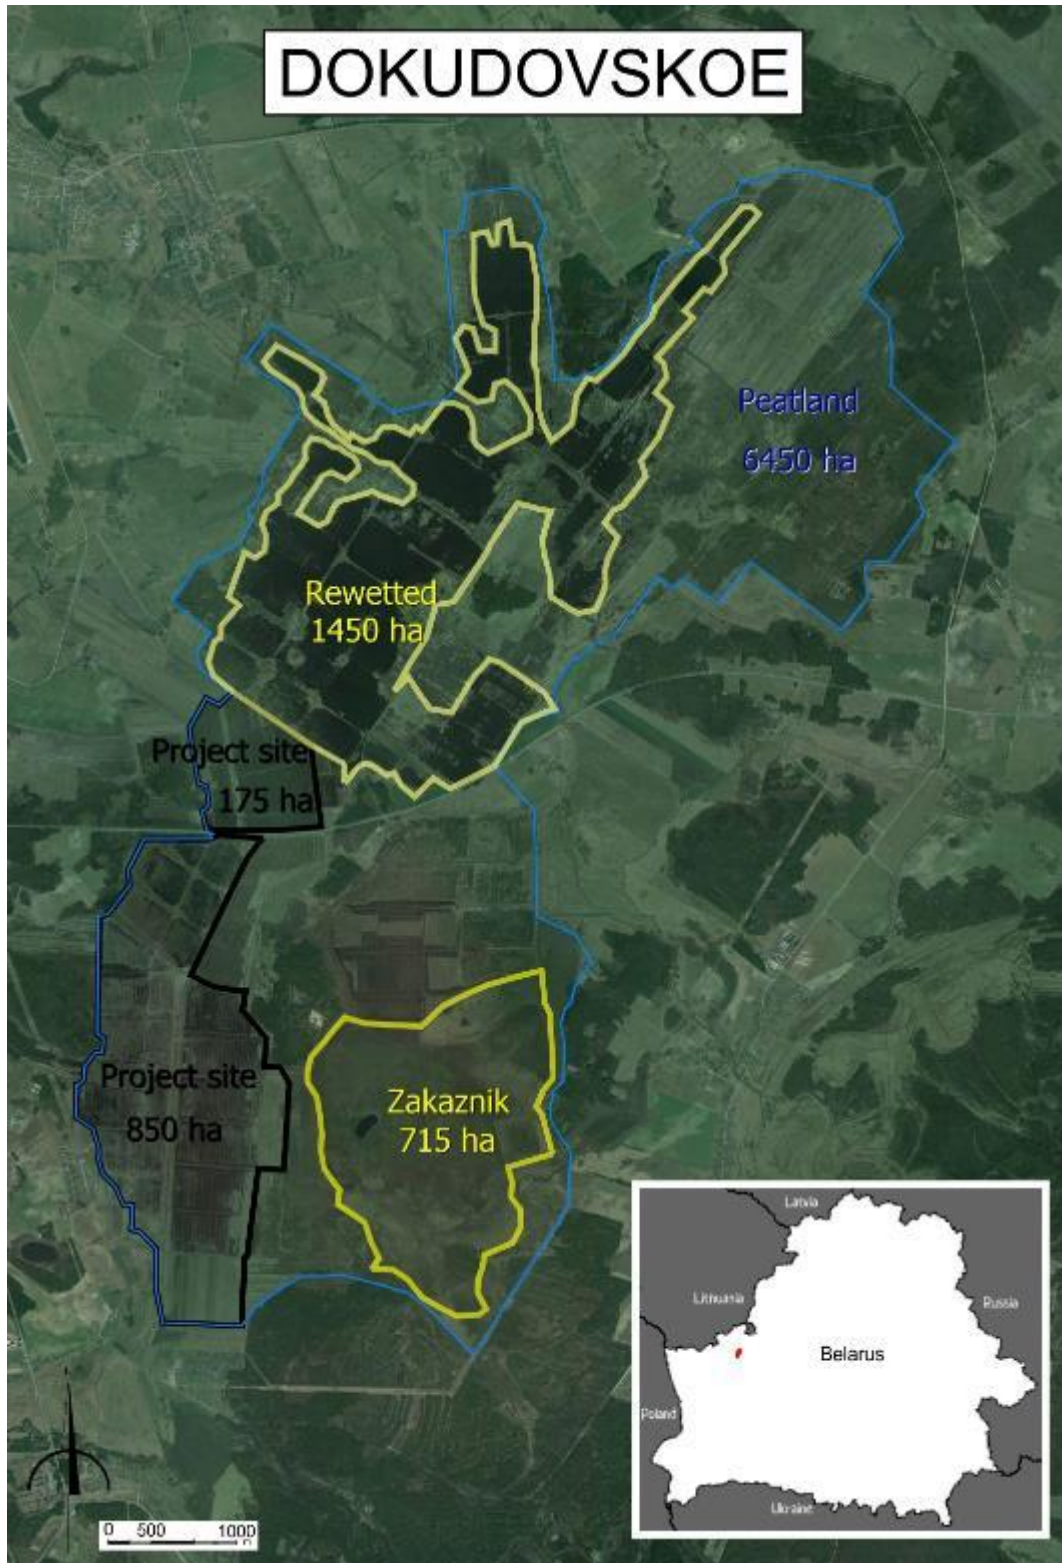 DOKUDOVSKOE
Peatland
6450 ha
Rewetted
1450 ha
Project site
175 ha
Project site
850 ha
Zakaznik
715 ha
Latvia
Lithuania
Russia
Belarus
Poland
Ukraine
0 500 1000